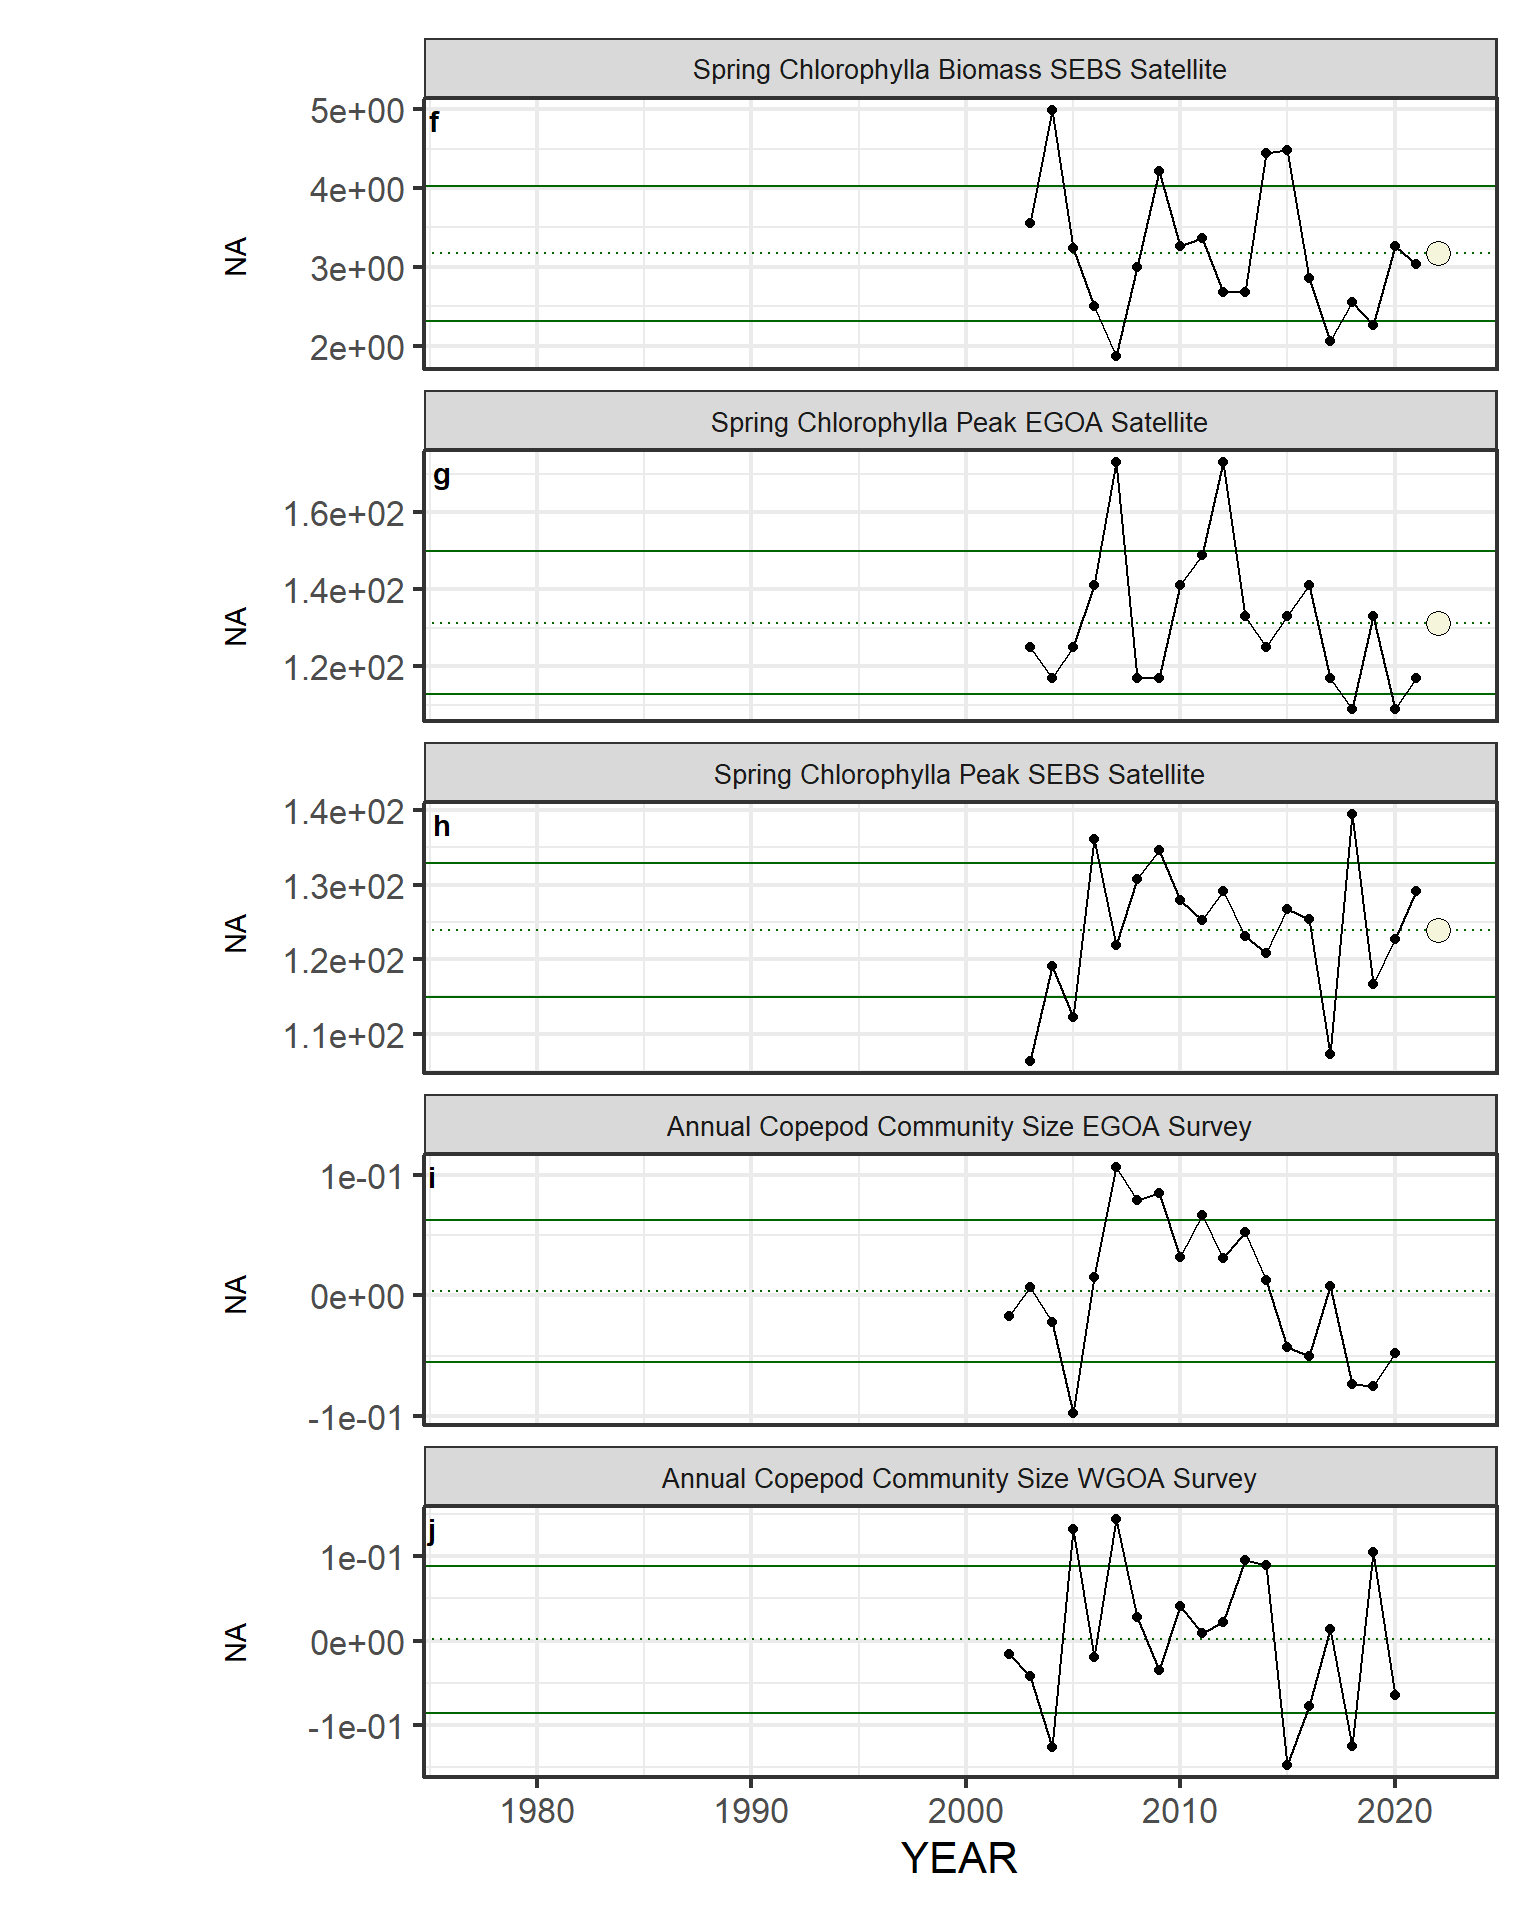 Spring Chlorophylla Biomass SEBS Satellite
f
5e+00
4e+00
3e+00
2e+00
NA
Spring Chlorophylla Peak EGOA Satellite
g
1.6e+02
1.4e+02
1.2e+02
NA
Spring Chlorophylla Peak SEBS Satellite
h
1.4e+02
1.3e+02
1.2e+02
1.1e+02
NA
Annual Copepod Community Size EGOA Survey
i
1e-01
0e+00
-1e-01
NA
Annual Copepod Community Size WGOA Survey
j
1e-01
0e+00
-1e-01
NA
1980 1990 2000 2010 2020
YEAR